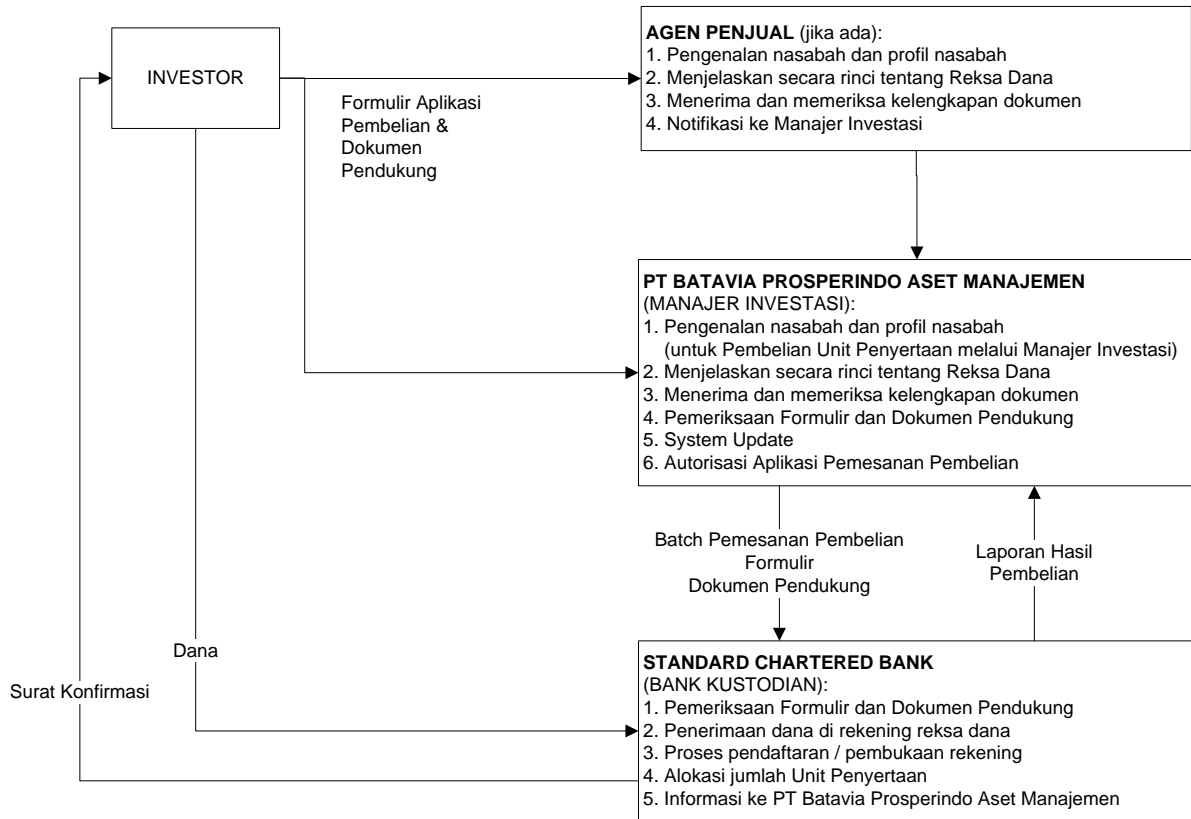 INVESTOR
Formulir Aplikasi
Pembelian &
Dokumen
Pendukung
AGEN PENJUAL (jika ada):
1. Pengenalan nasabah dan profil nasabah
2. Menjelaskan secara rinci tentang Reksa Dana
3. Menerima dan memeriksa kelengkapan dokumen
4. Notifikasi ke Manajer Investasi
PT BATAVIA PROSPERINDO ASET MANAJEMEN
(MANAJER INVESTASI):
1. Pengenalan nasabah dan profil nasabah
(untuk Pembelian Unit Penyertaan melalui Manajer Investasi)
2. Menjelaskan secara rinci tentang Reksa Dana
3. Menerima dan memeriksa kelengkapan dokumen
4. Pemeriksaan Formulir dan Dokumen Pendukung
5. System Update
6. Autorisasi Aplikasi Pemesanan Pembelian
Batch Pemesanan Pembelian
Formulir
Dokumen Pendukung
Laporan Hasil
Pembelian
Dana
Surat Konfirmasi
STANDARD CHARTERED BANK
(BANK KUSTODIAN):
1. Pemeriksaan Formulir dan Dokumen Pendukung
2. Penerimaan dana di rekening reksa dana
3. Proses pendaftaran / pembukaan rekening
4. Alokasi jumlah Unit Penyertaan
5. Informasi ke PT Batavia Prosperindo Aset Manajemen